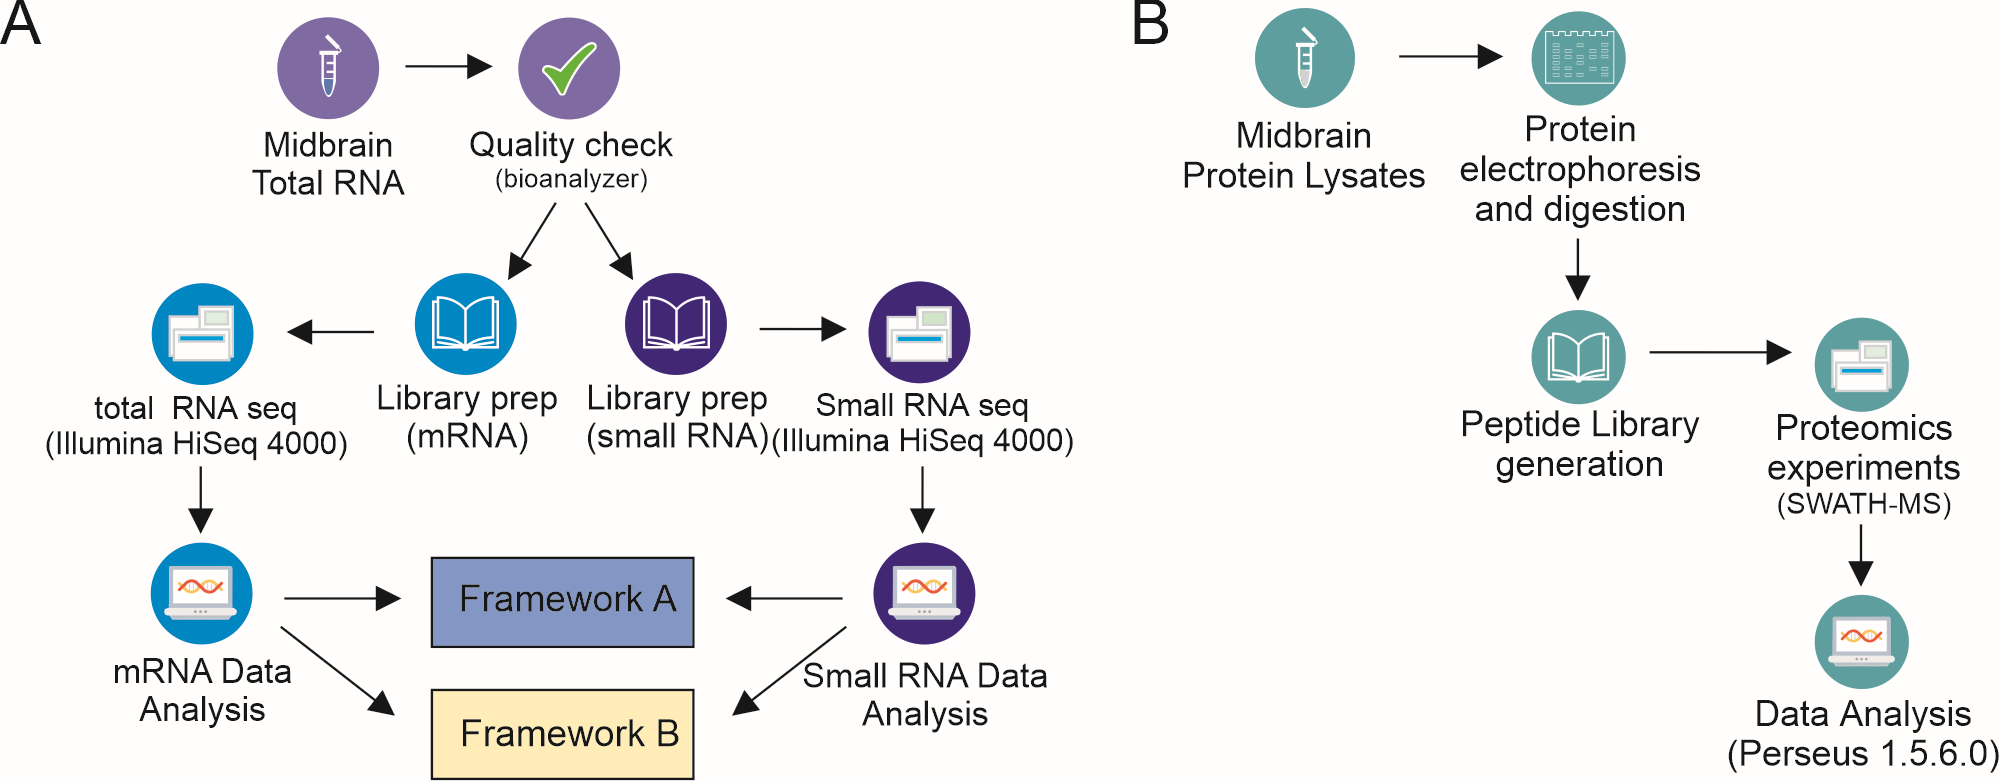 A
Midbrain
Total RNA
Quality check
(bioanalyzer)
total  RNA seq
(Illumina HiSeq 4000)
Library prep
(mRNA)
Library prep
(small RNA)
Small RNA seq
(Illumina HiSeq 4000)
mRNA Data
Analysis
Framework A
Framework B
Small RNA Data
Analysis
B
Midbrain
Protein Lysates
Protein
electrophoresis
and digestion
Peptide Library
generation
Proteomics
experiments
(SWATH-MS)
Data Analysis
(Perseus 1.5.6.0)